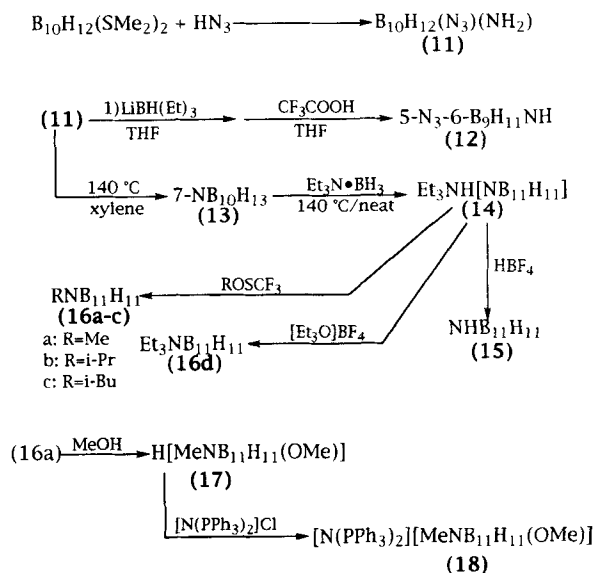 B₁₀H₁₂(SMe₂)₂ + HN₃ → B₁₀H₁₂(N₃)(NH₂)
(11)
(11) 1)LiBH(Et)₃ THF → CF₃COOH THF → 5-N₃-6-B₉H₁₁NH
(12)
140 °C xylene → 7-NB₁₀H₁₃ Et₃N•BH₃ 140 °C/neat → Et₃NH[NB₁₁H₁₁]
(13) (14)
ROSCF₃
HBF₄
RNB₁₁H₁₁
(16a-c)
a: R=Me
b: R=i-Pr
c: R=i-Bu
[Et₃O]BF₄
Et₃NB₁₁H₁₁
(16d)
NHB₁₁H₁₁
(15)
(16a) MeOH → H[MeNB₁₁H₁₁(OMe)]
(17)
[N(PPh₃)₂]Cl → [N(PPh₃)₂][MeNB₁₁H₁₁(OMe)]
(18)